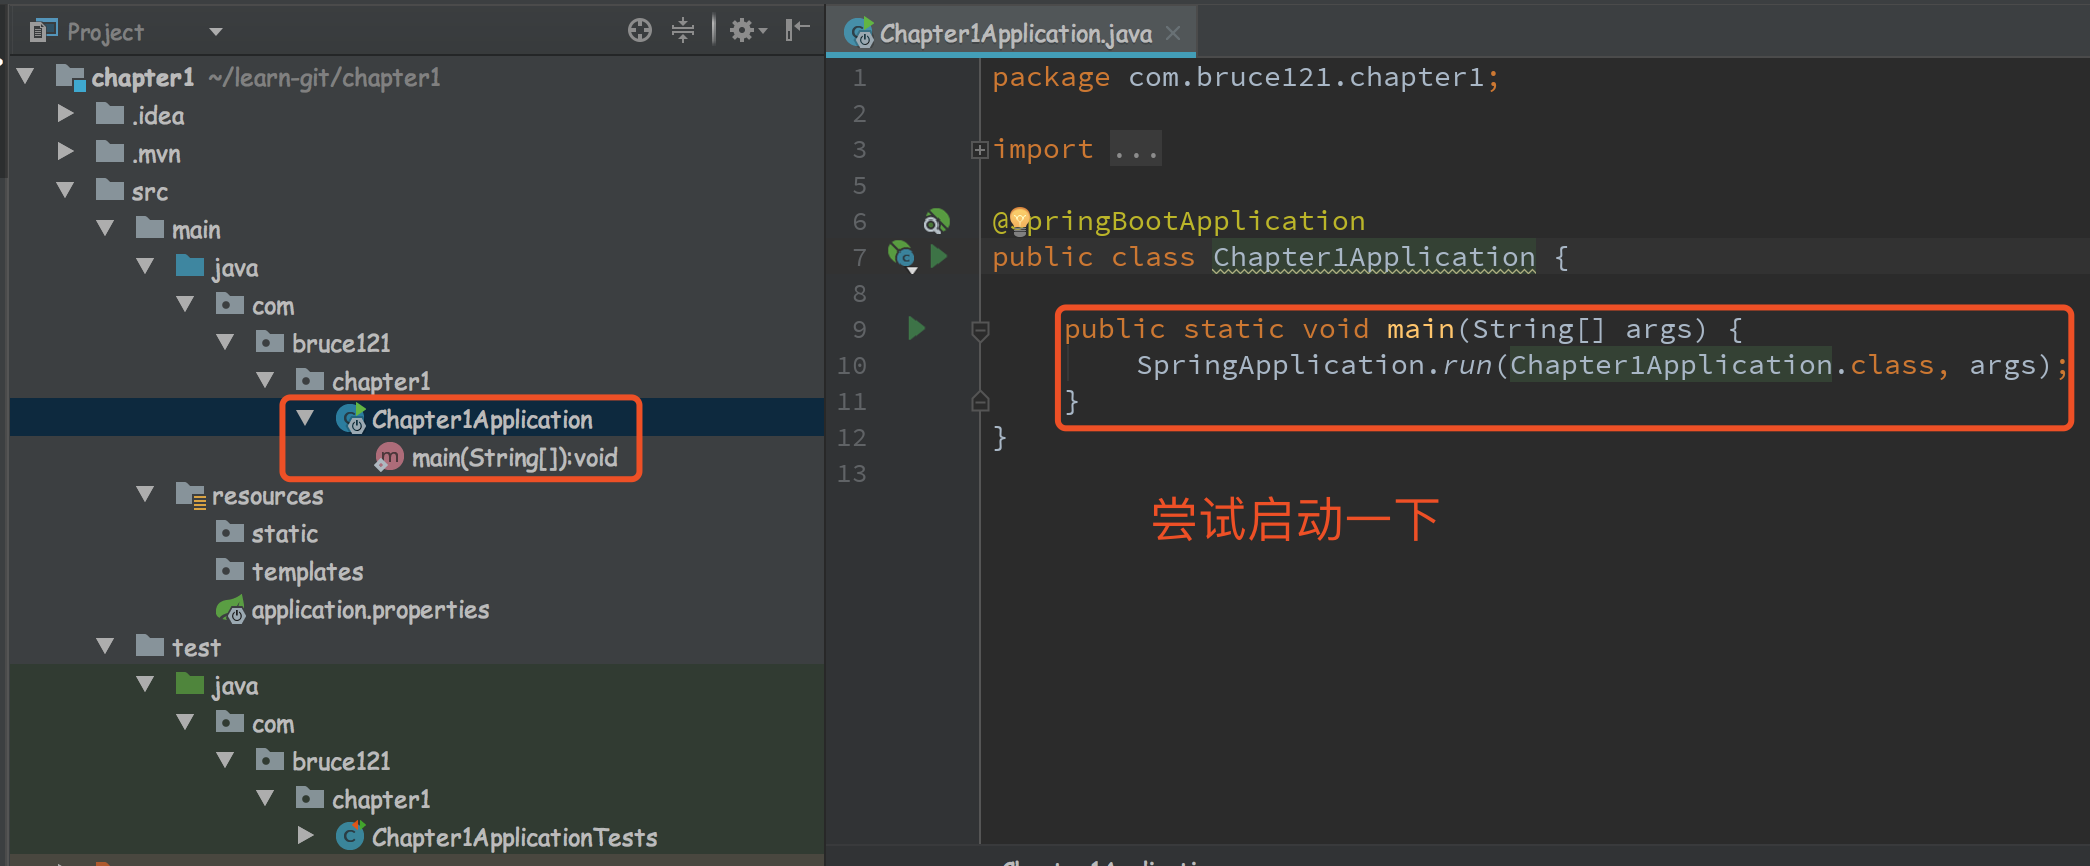 Project
chapter1 ~/learn-git/chapter1
.idea
.mvn
src
main
java
com
bruce121
chapter1
Chapter1Application
main(String[]):void
resources
static
templates
application.properties
test
java
com
bruce121
chapter1
Chapter1ApplicationTests
Chapter1Application.java
1 package com.bruce121.chapter1;
2
3 import ...
5
6 @SpringBootApplication
7 public class Chapter1Application {
8
9 public static void main(String[] args) {
10 SpringApplication.run(Chapter1Application.class, args);
11 }
12 }
13
尝试启动一下